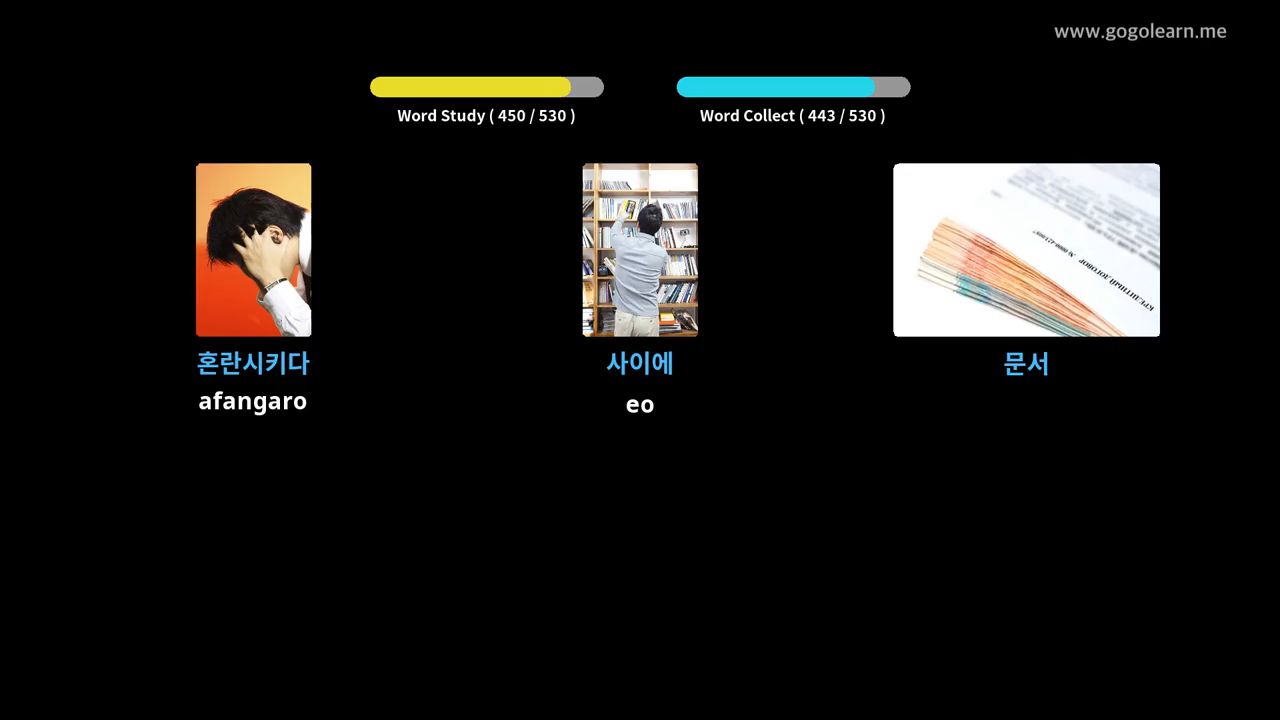 www.gogolearn.me
Word Study ( 450 / 530 )
Word Collect ( 443 / 530 )
혼란시키다
사이에
문서
afangaro
eo